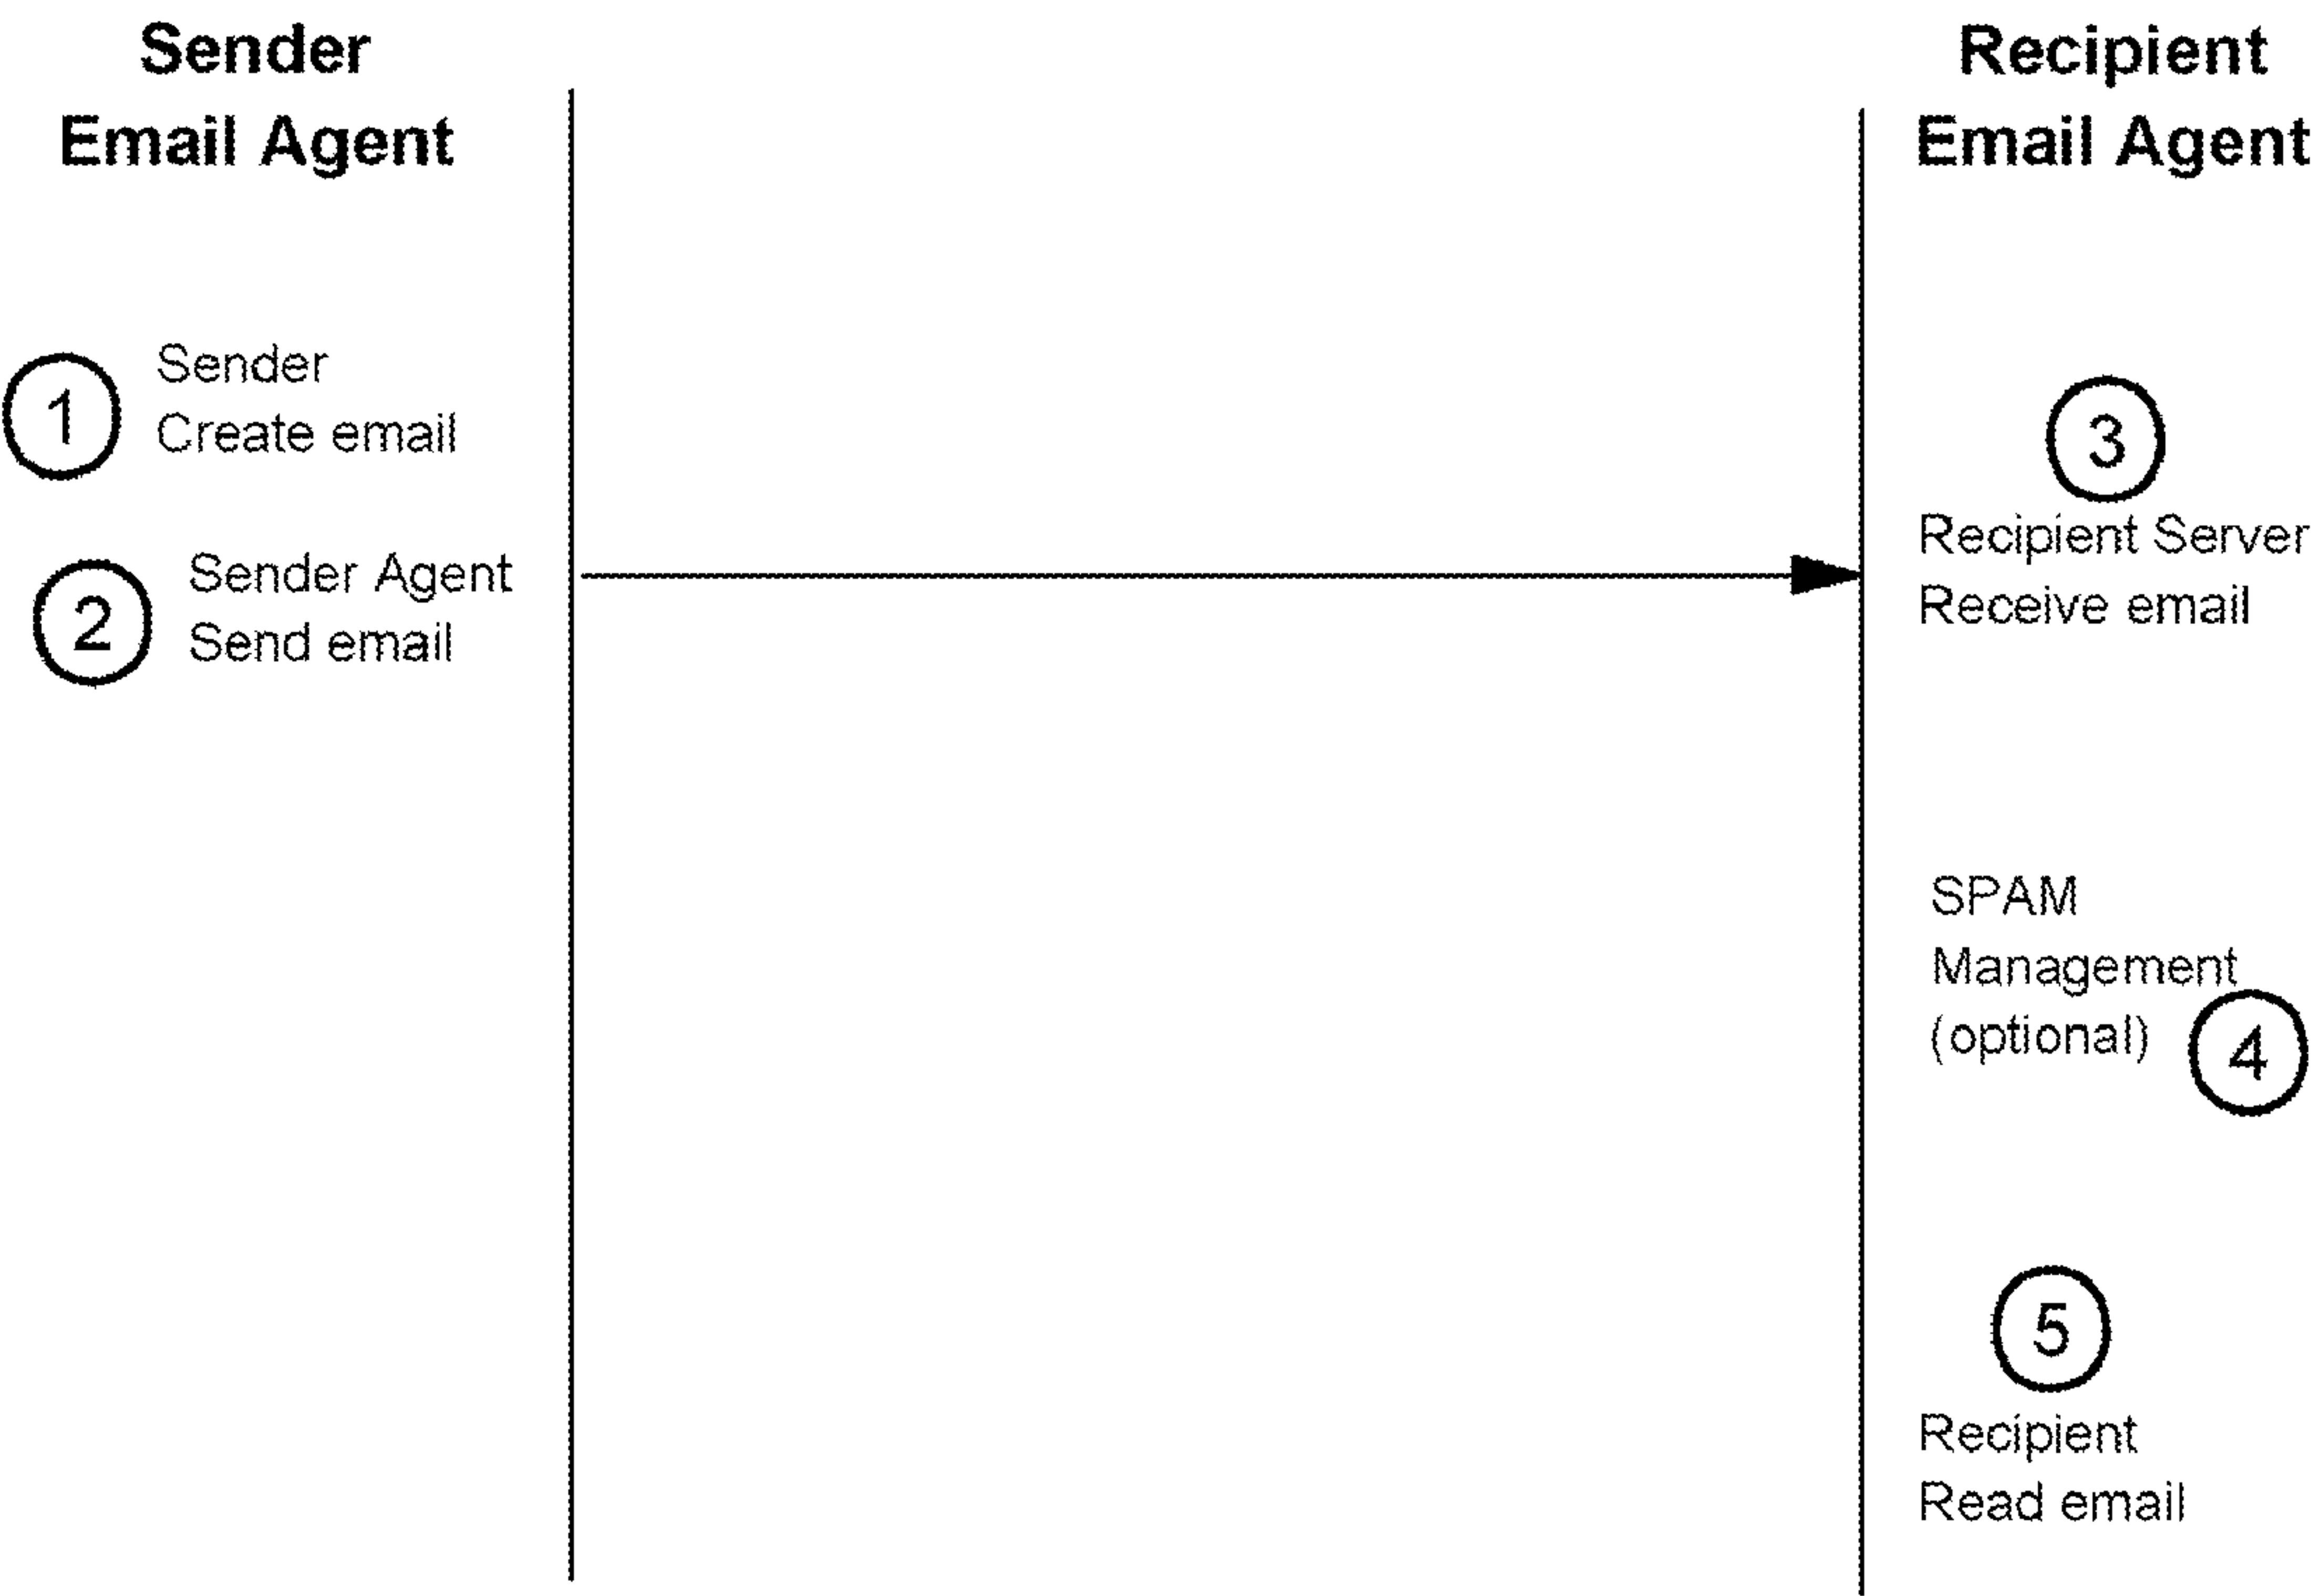 Sender
Email Agent
Recipient
Email Agent
1
Sender
Create email
2
Sender Agent
Send email
3
Recipient Server
Receive email
SPAM
Management
(optional)
4
5
Recipient
Read email